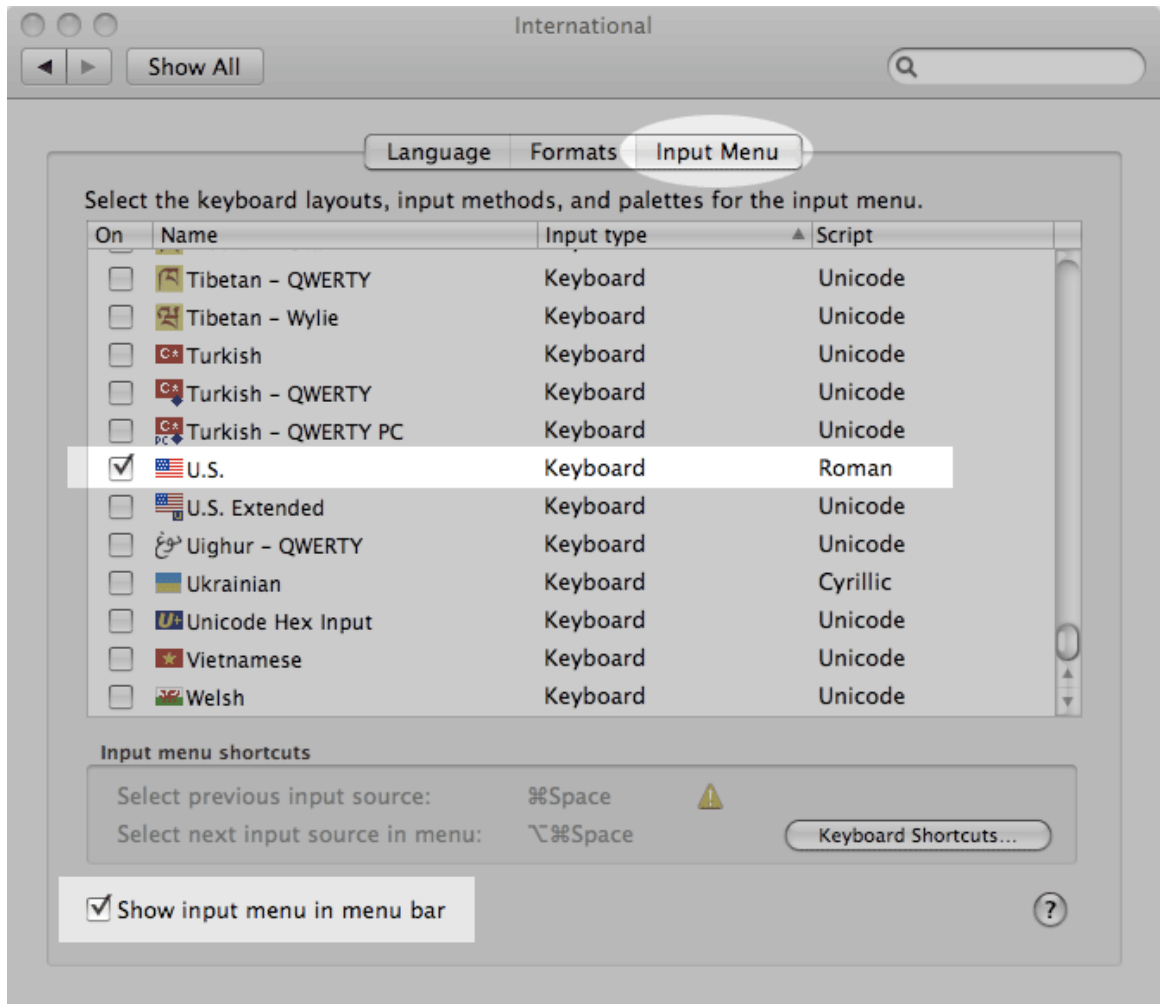 International
Show All
Language Formats Input Menu
Select the keyboard layouts, input methods, and palettes for the input menu.
On Name Input type Script
Tibetan – QWERTY Keyboard Unicode
Tibetan – Wylie Keyboard Unicode
Turkish Keyboard Unicode
Turkish – QWERTY Keyboard Unicode
Turkish – QWERTY PC Keyboard Unicode
U.S. Keyboard Roman
U.S. Extended Keyboard Unicode
Uighur – QWERTY Keyboard Unicode
Ukrainian Keyboard Cyrillic
Unicode Hex Input Keyboard Unicode
Vietnamese Keyboard Unicode
Welsh Keyboard Unicode
Input menu shortcuts
Select previous input source: ⌘Space
Select next input source in menu: ⌥⌘Space Keyboard Shortcuts...
Show input menu in menu bar ?